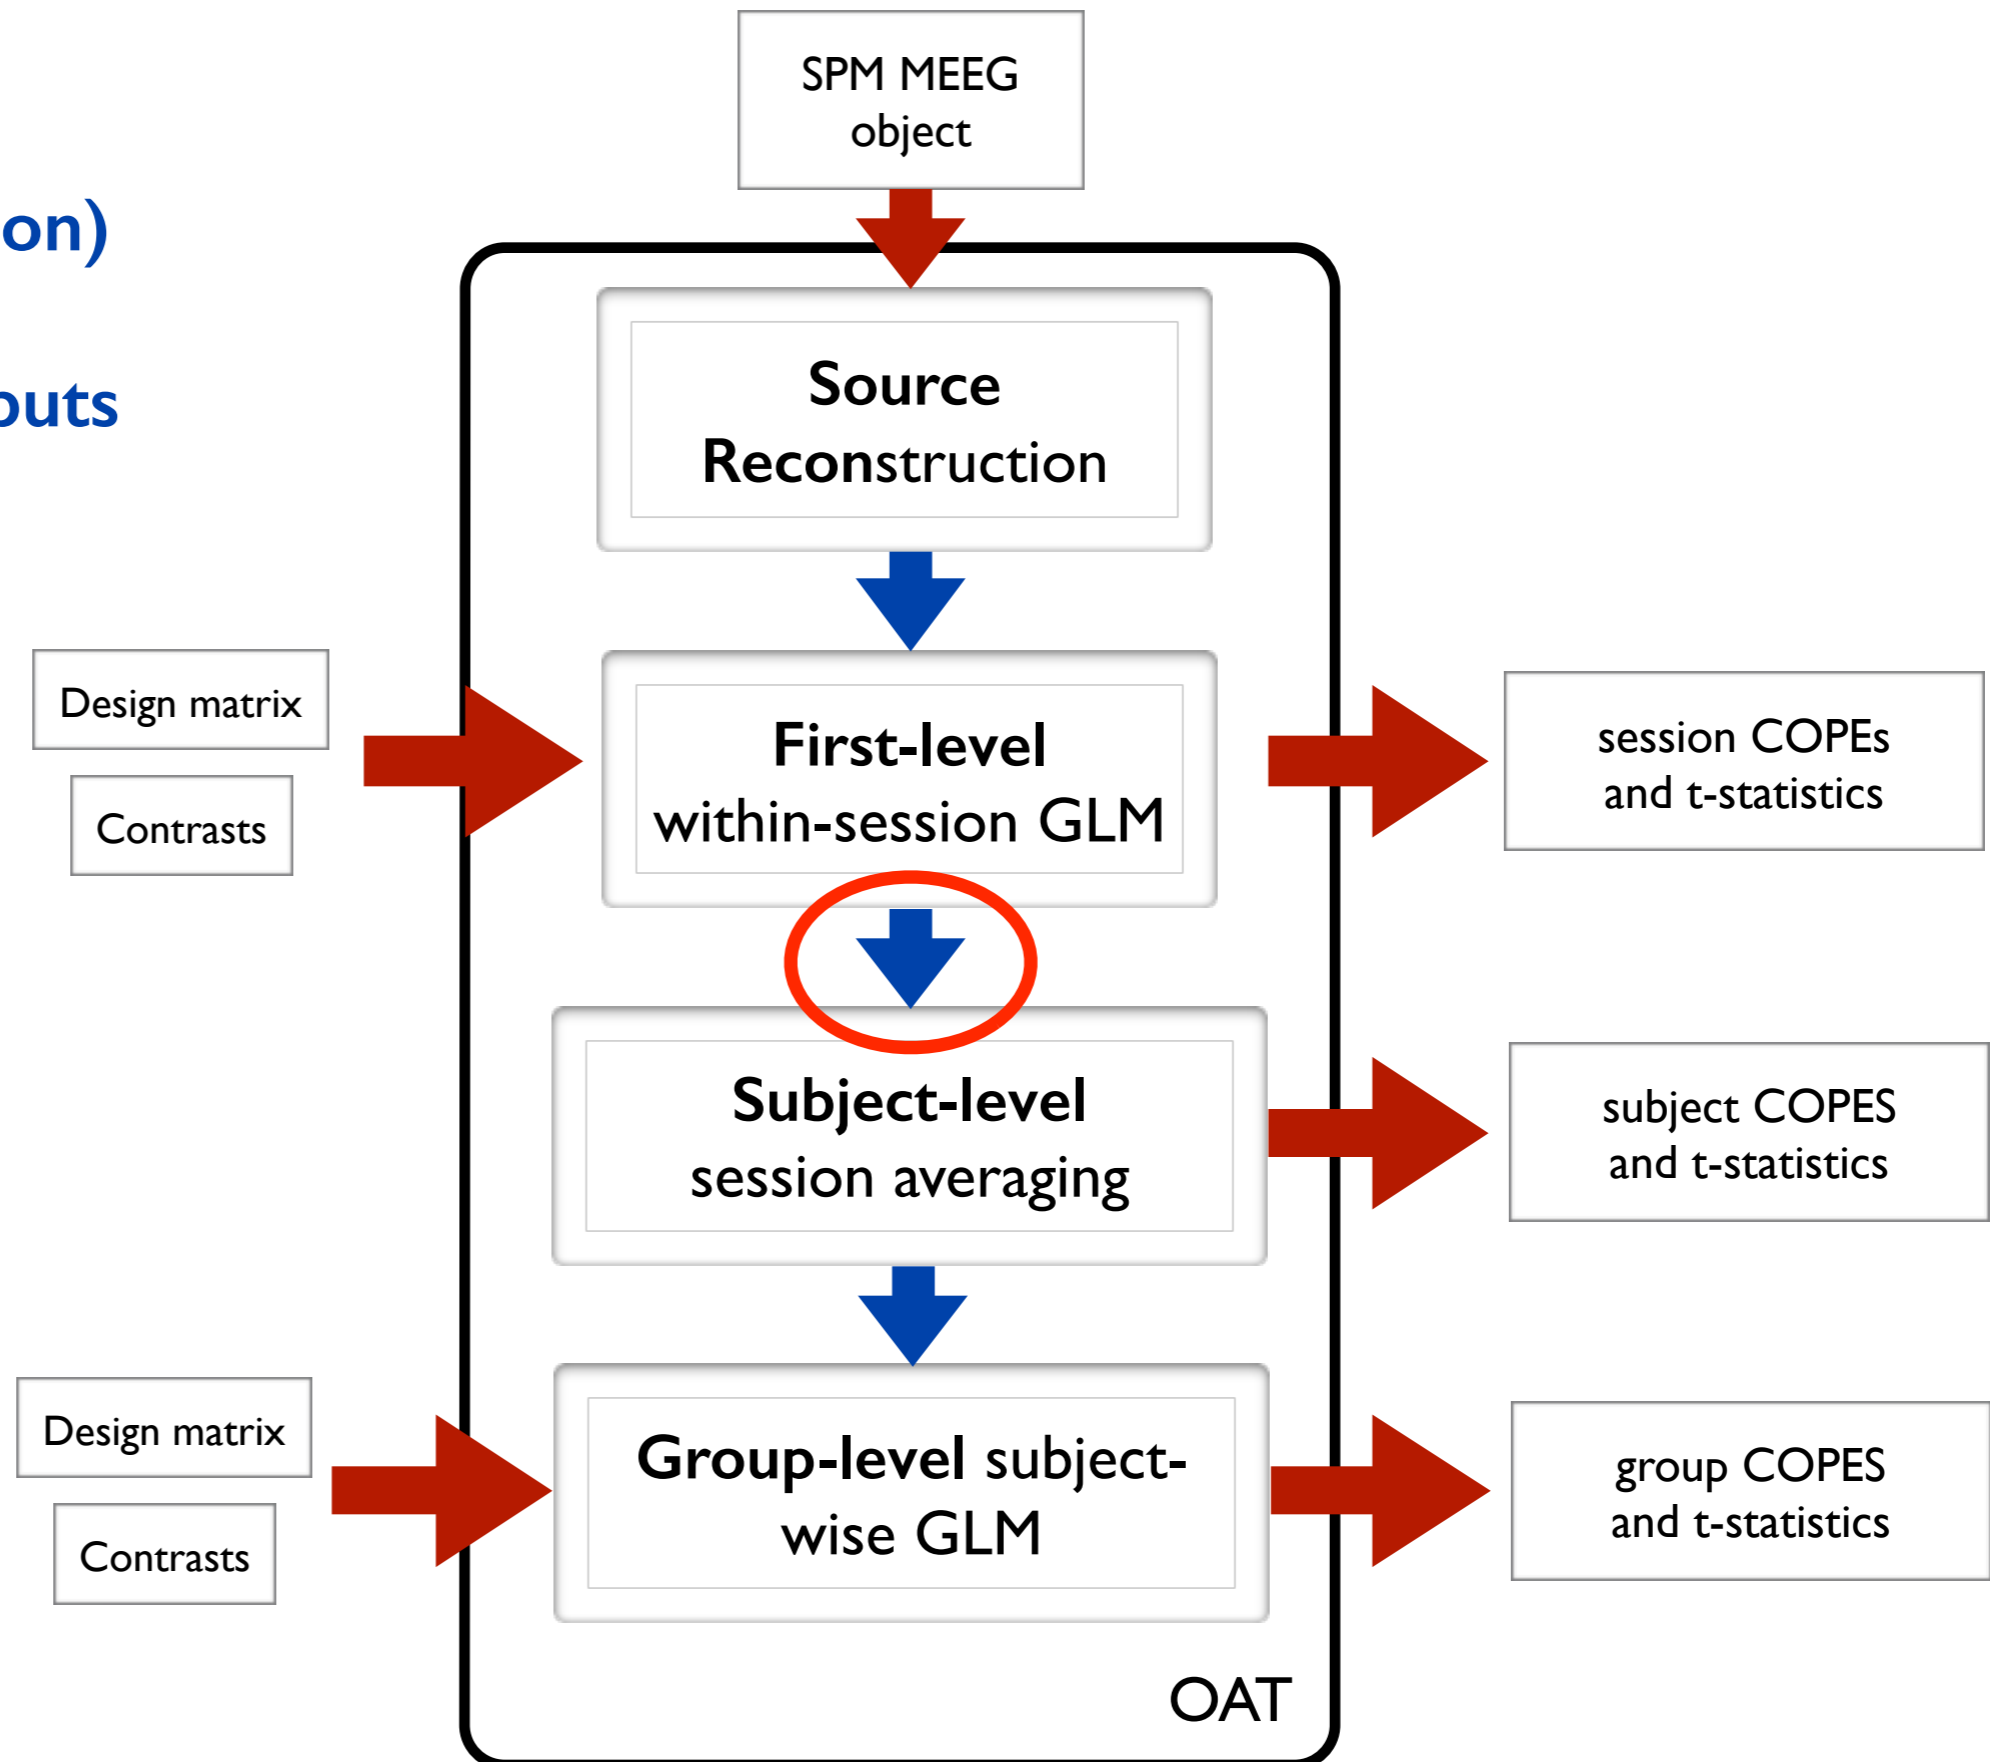 SPM MEEG
object
on)
puts
Source
Reconstruction
Design matrix
Contrasts
First-level
within-session GLM
session COPEs
and t-statistics
Subject-level
session averaging
subject COPES
and t-statistics
Design matrix
Contrasts
Group-level subject-
wise GLM
group COPES
and t-statistics
OAT